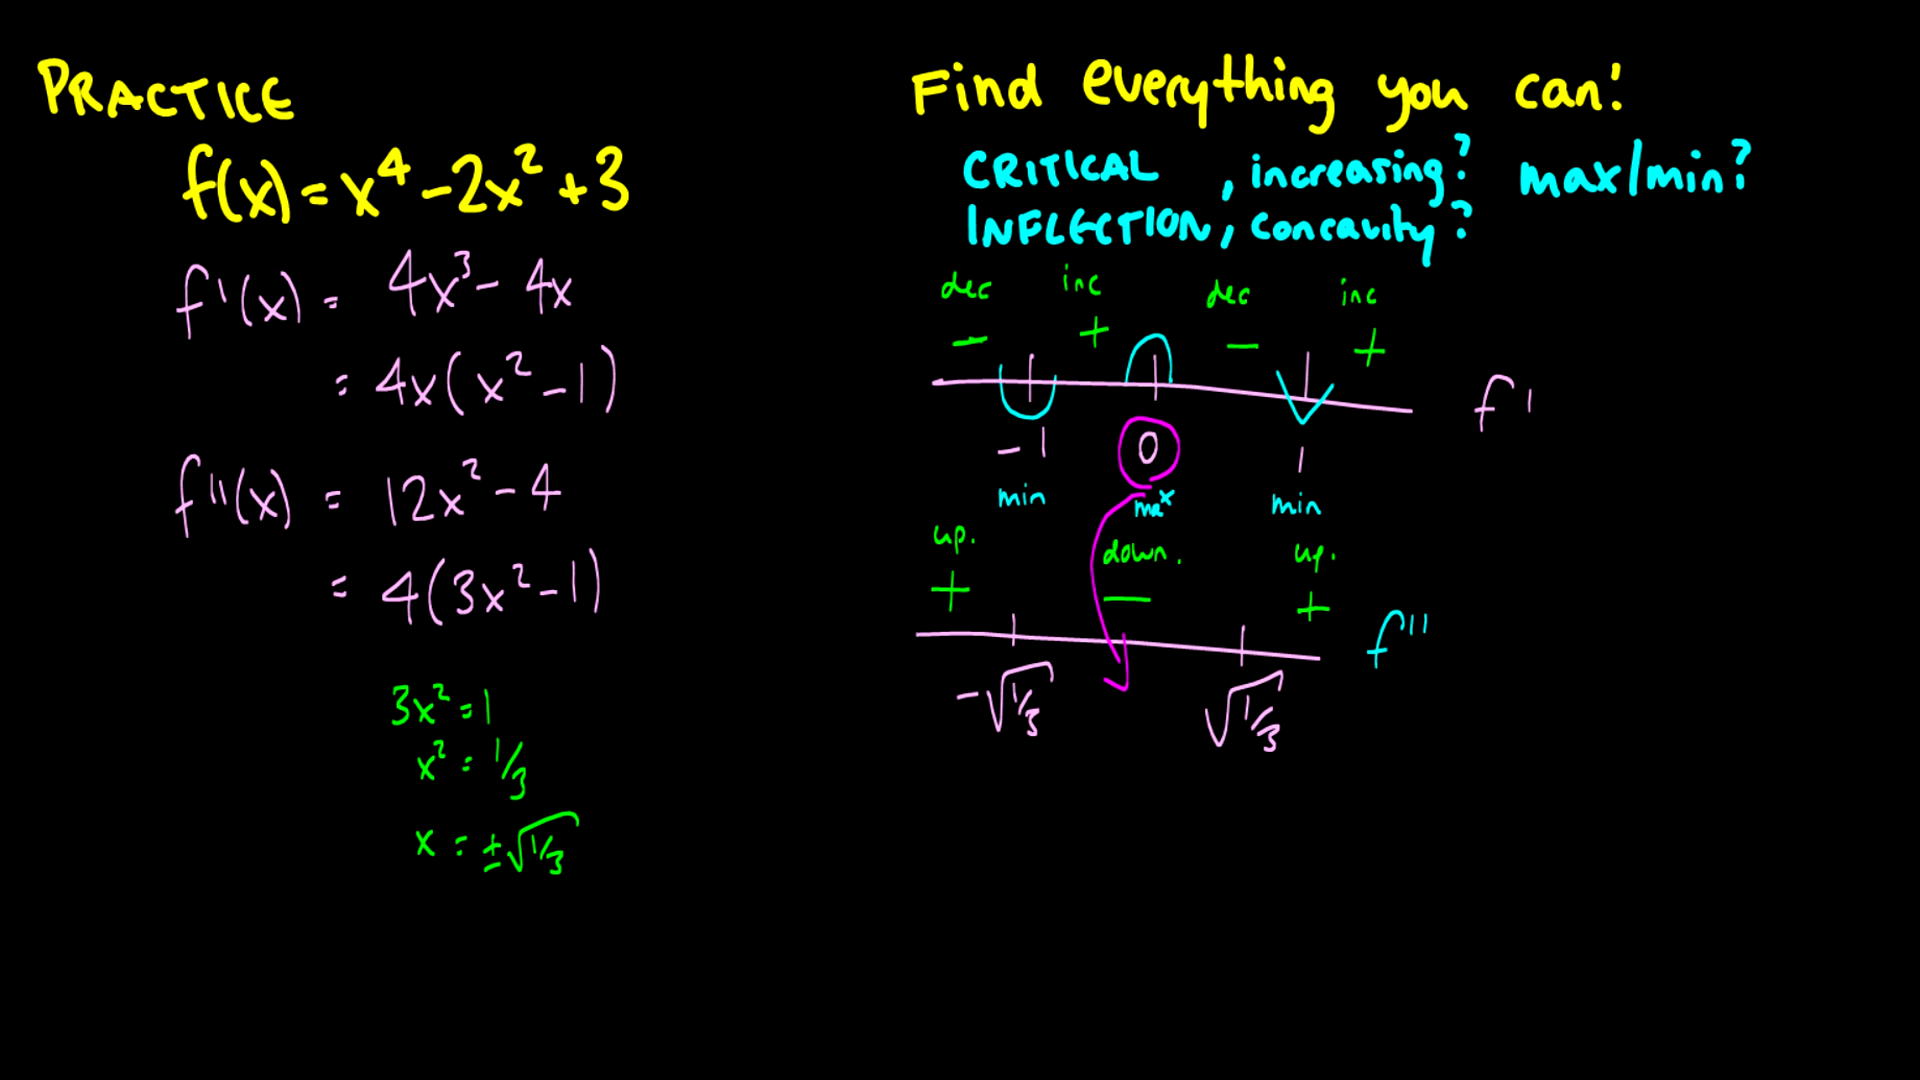 PRACTICE
f(x) = x⁴ - 2x² + 3
f'(x) = 4x³ - 4x
= 4x(x² - 1)
f''(x) = 12x² - 4
= 4(3x² - 1)
3x² = 1
x² = 1/3
x = ±√1/3
Find everything you can!
CRITICAL , increasing? max/min?
INFLECTION, concavity?
dec inc dec inc
- + - +
f'
-1 0 1
min max min
up. down. up.
+ - +
f''
-√1/3 √1/3